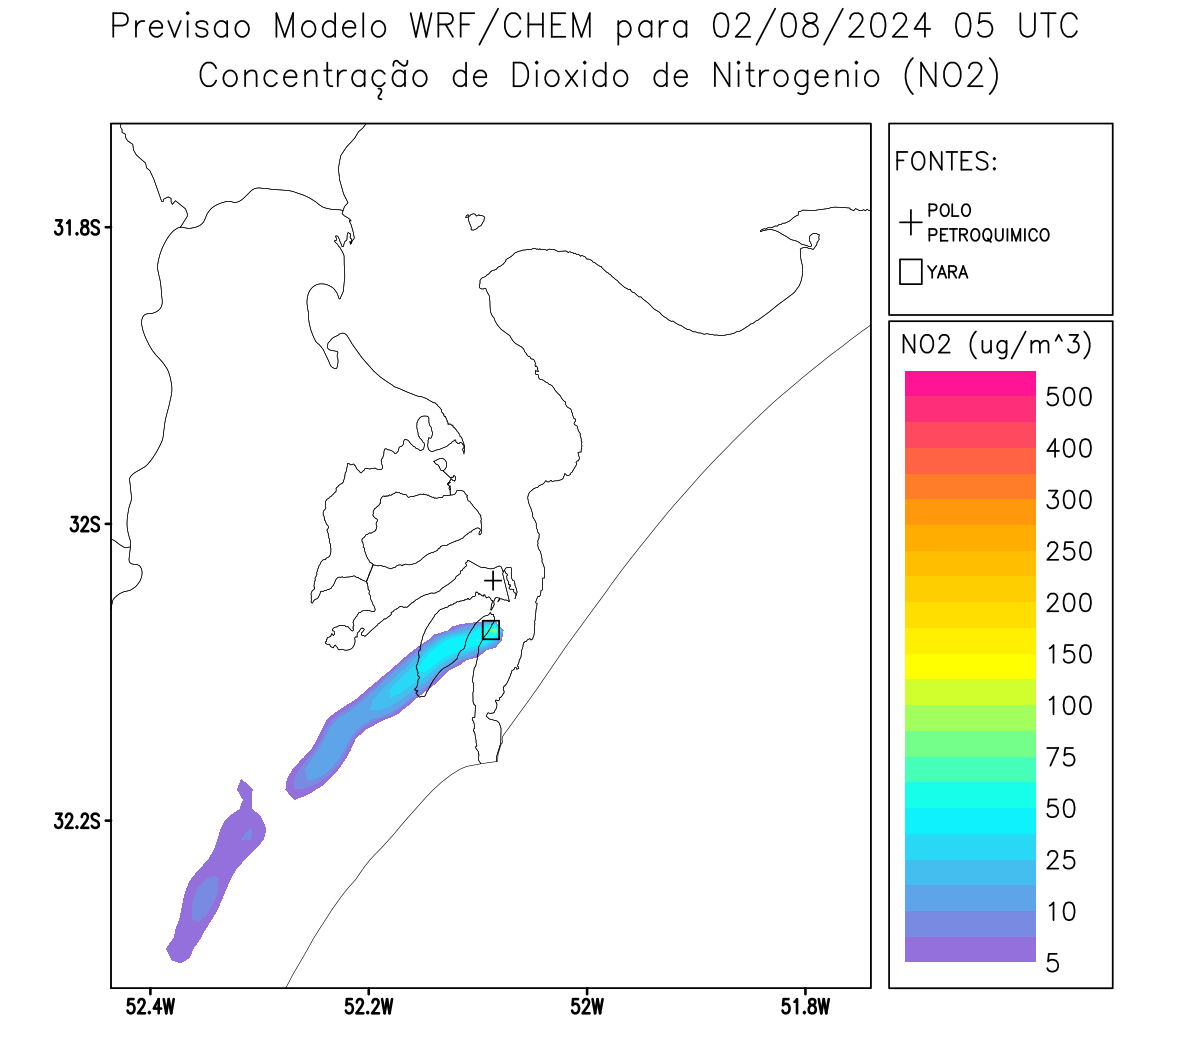 Previsao Modelo WRF/CHEM para 02/08/2024 05 UTC
Concentração de Dioxido de Nitrogenio (NO2)
FONTES:
POLO
PETROQUIMICO
YARA
NO2 (ug/m^3)
500
400
300
250
200
150
100
75
50
25
10
5
31.8S
32S
32.2S
52.4W
52.2W
52W
51.8W